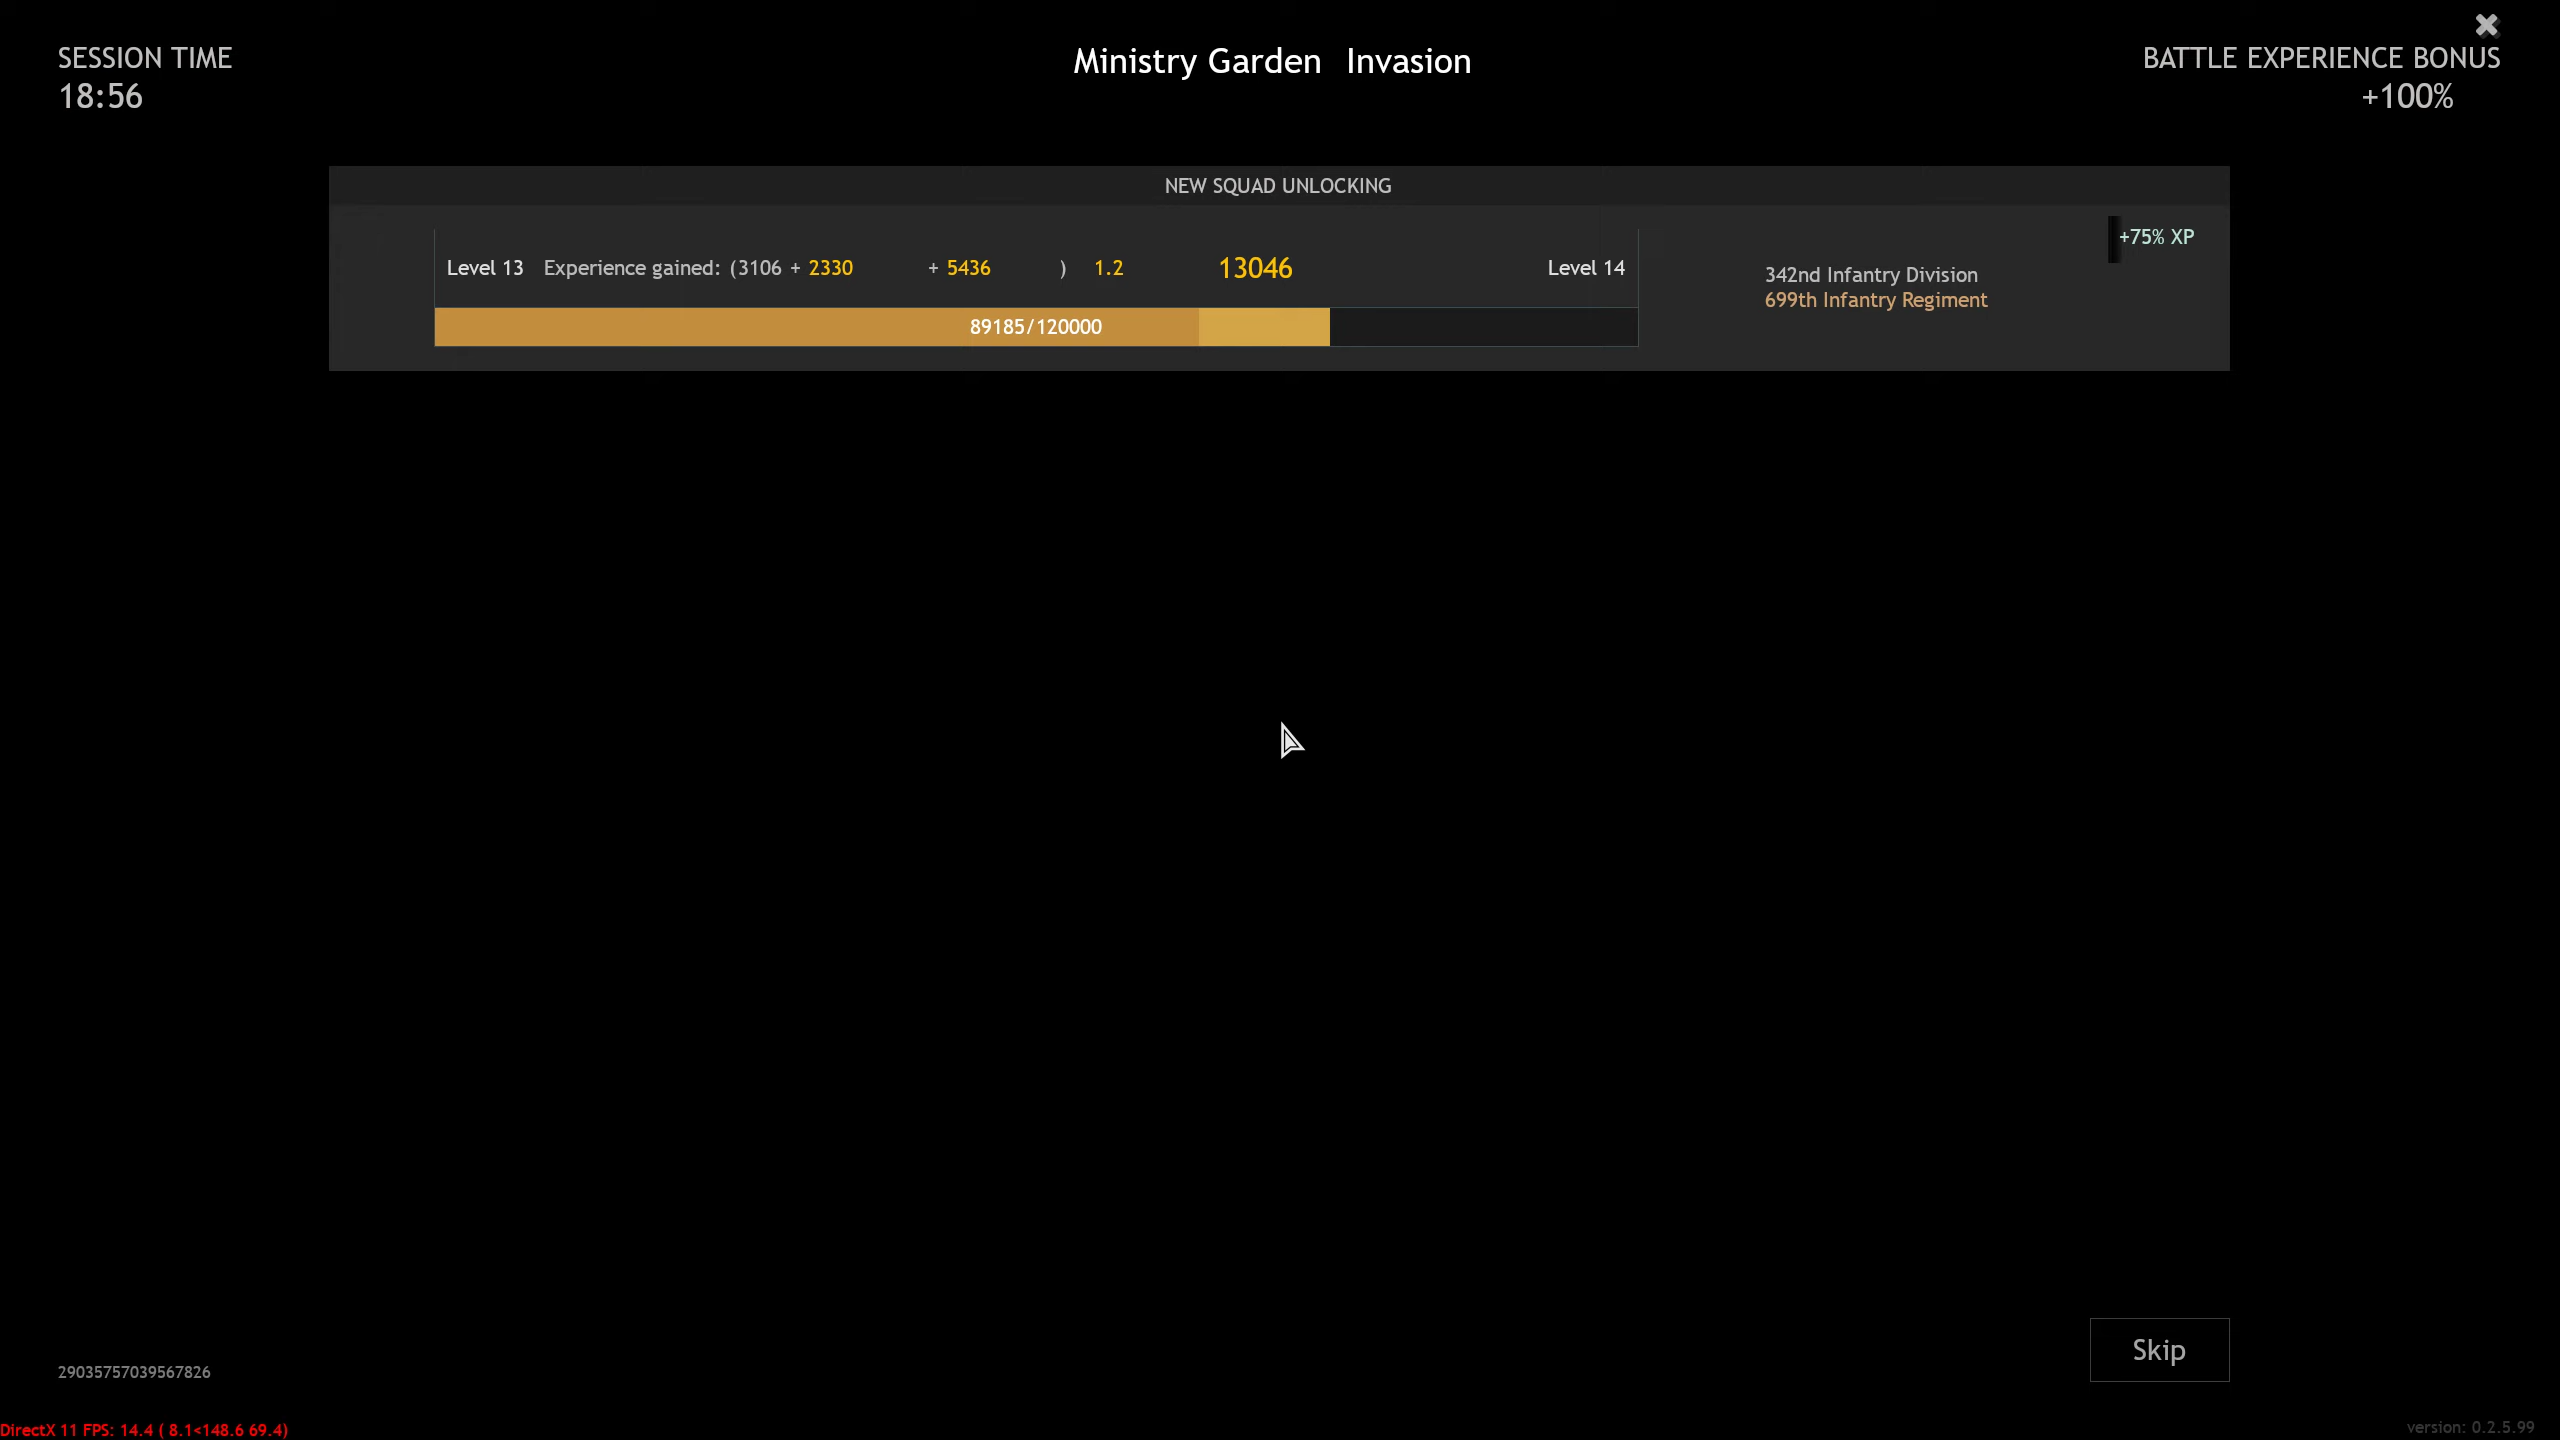 SESSION TIME
18:56
Ministry Garden Invasion
BATTLE EXPERIENCE BONUS
+100%
NEW SQUAD UNLOCKING
Level 13 Experience gained: (3106 + 2330 + 5436 ) 1.2 13046 Level 14
89185/120000
+75% XP
342nd Infantry Division
699th Infantry Regiment
Skip
29035757039567826
DirectX 11 FPS: 14.4 ( 8.1<148.6 69.4)
version: 0.2.5.99